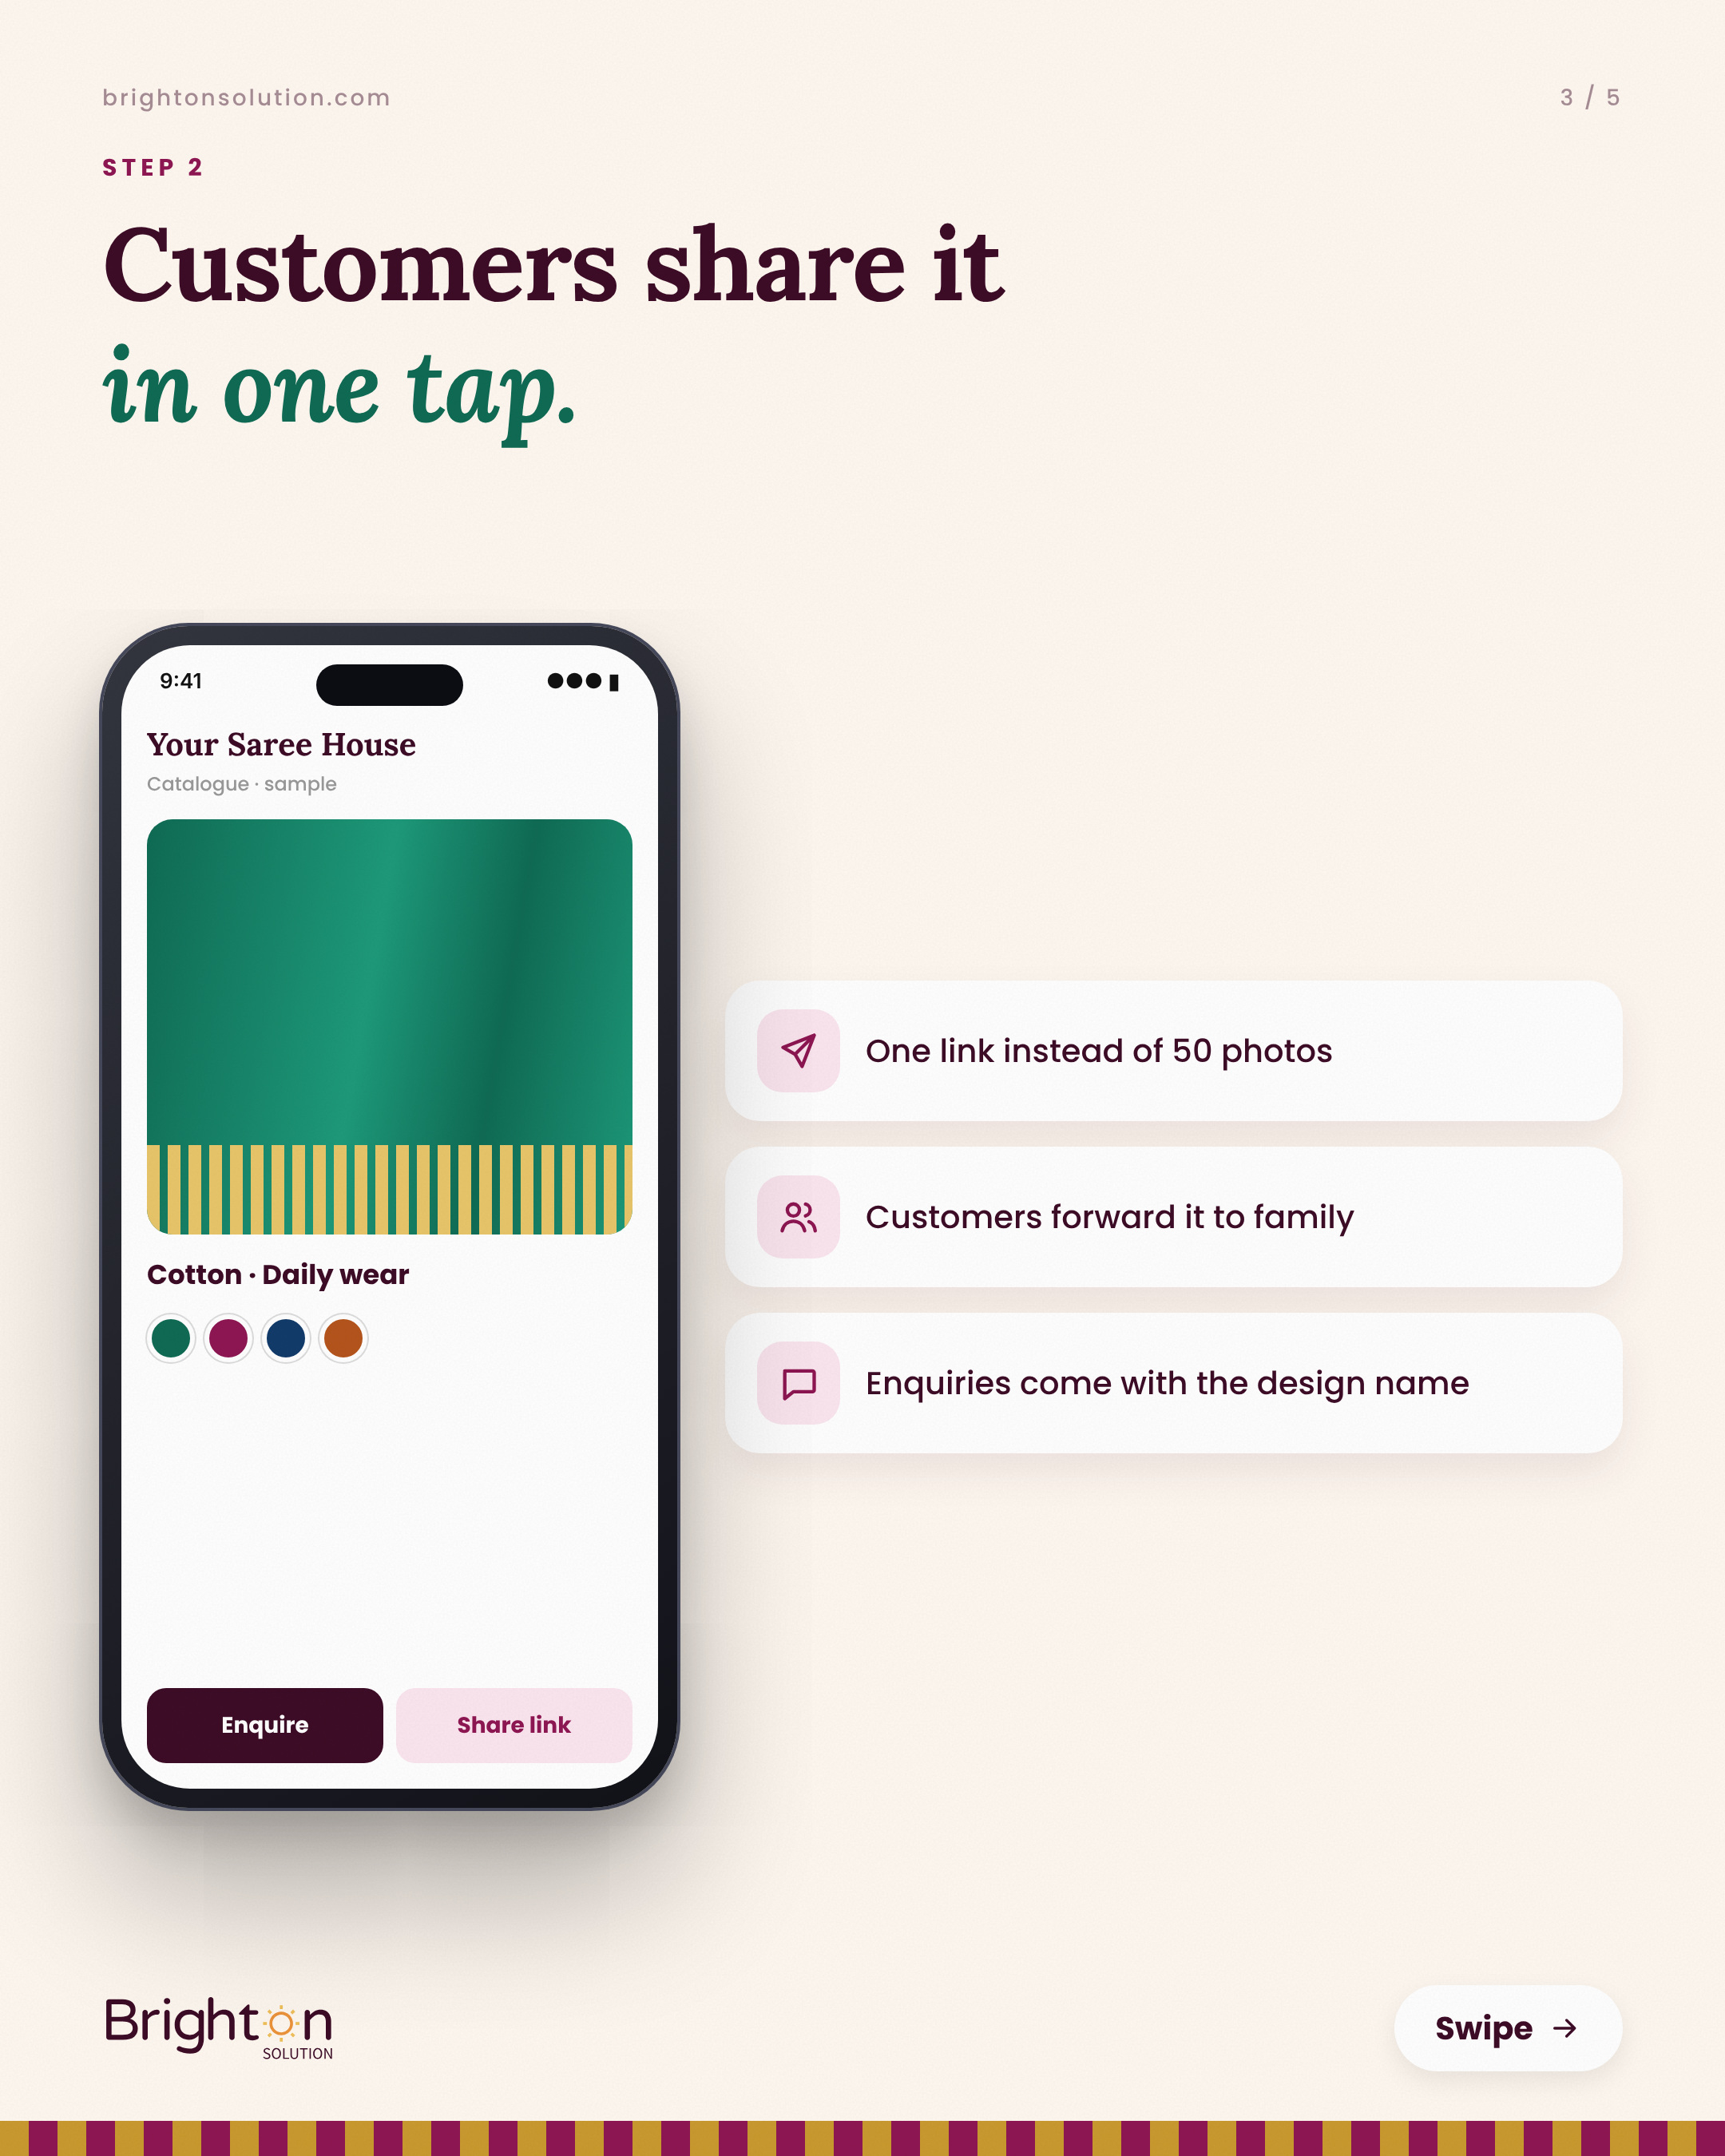 brightonsolution.com
3 / 5
STEP 2
Customers share it
in one tap.
9:41
Your Saree House
Catalogue · sample
Cotton · Daily wear
Enquire
Share link
One link instead of 50 photos
Customers forward it to family
Enquiries come with the design name
Brighton
SOLUTION
Swipe →